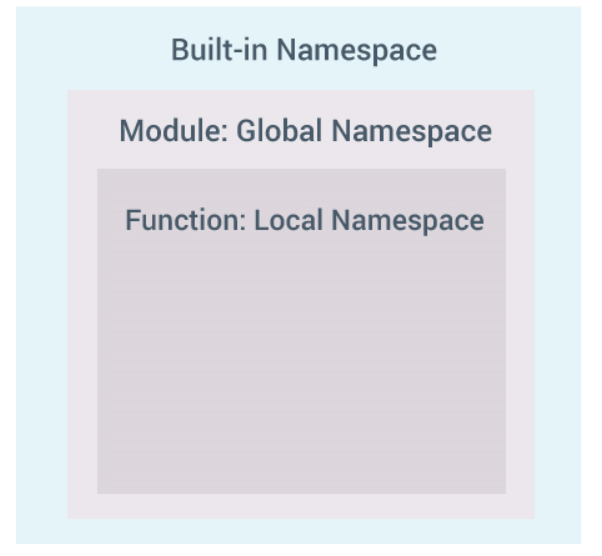 Built-in Namespace
Module: Global Namespace
Function: Local Namespace